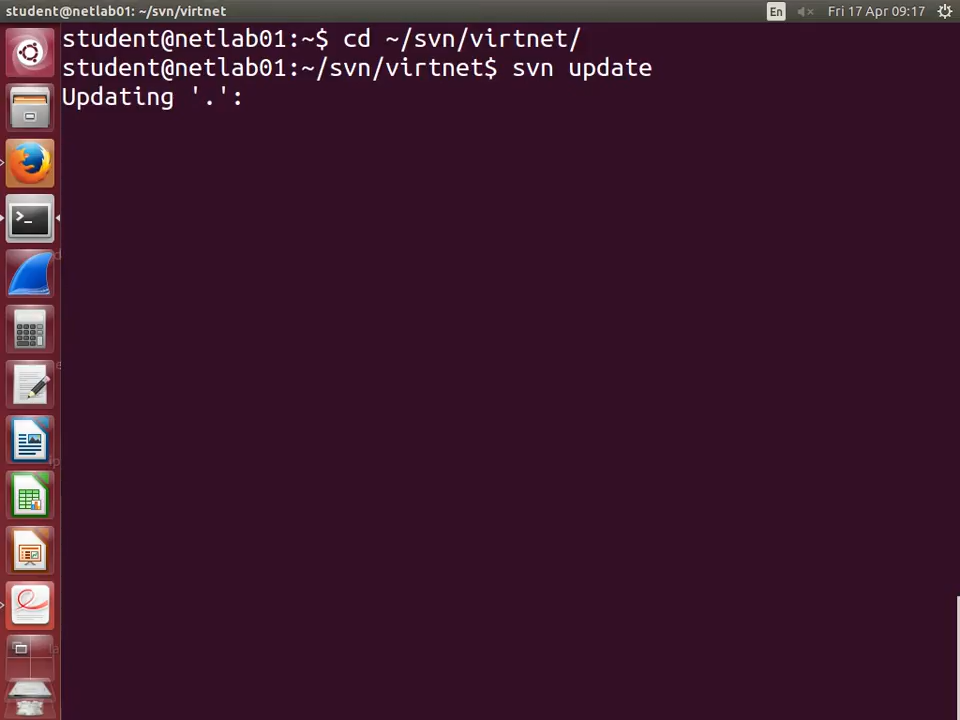 student@netlab01: ~/svn/virtnet
En
Fri 17 Apr 09:17
student@netlab01:~$ cd ~/svn/virtnet/
student@netlab01:~/svn/virtnet$ svn update
Updating '.':